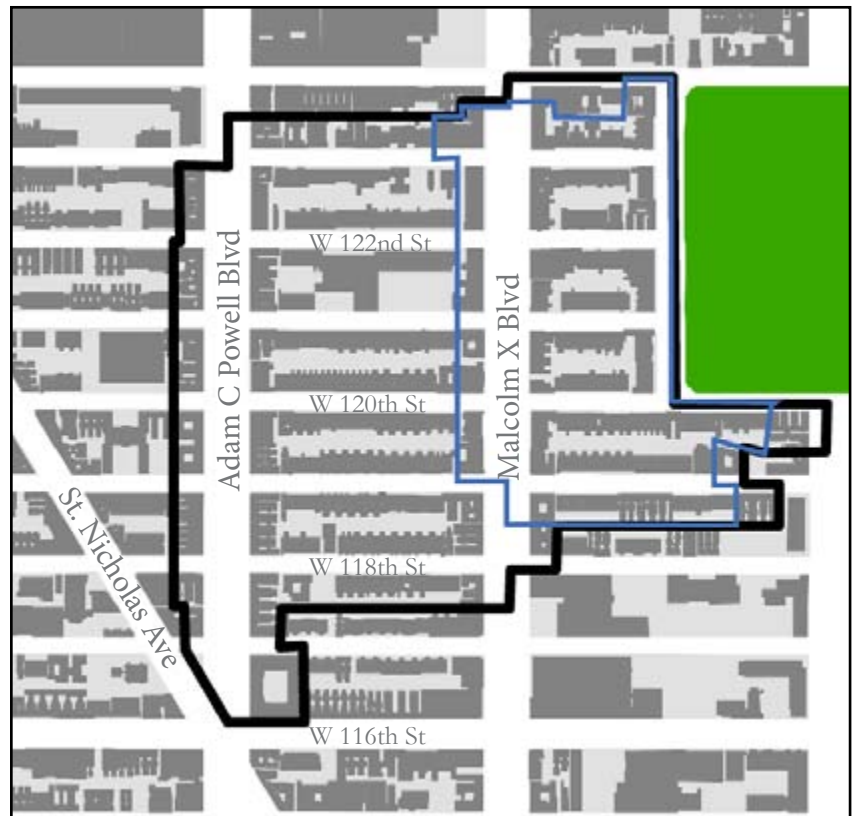 W 122nd St
Adam C Powell Blvd
Malcolm X Blvd
W 120th St
St. Nicholas Ave
W 118th St
W 116th St